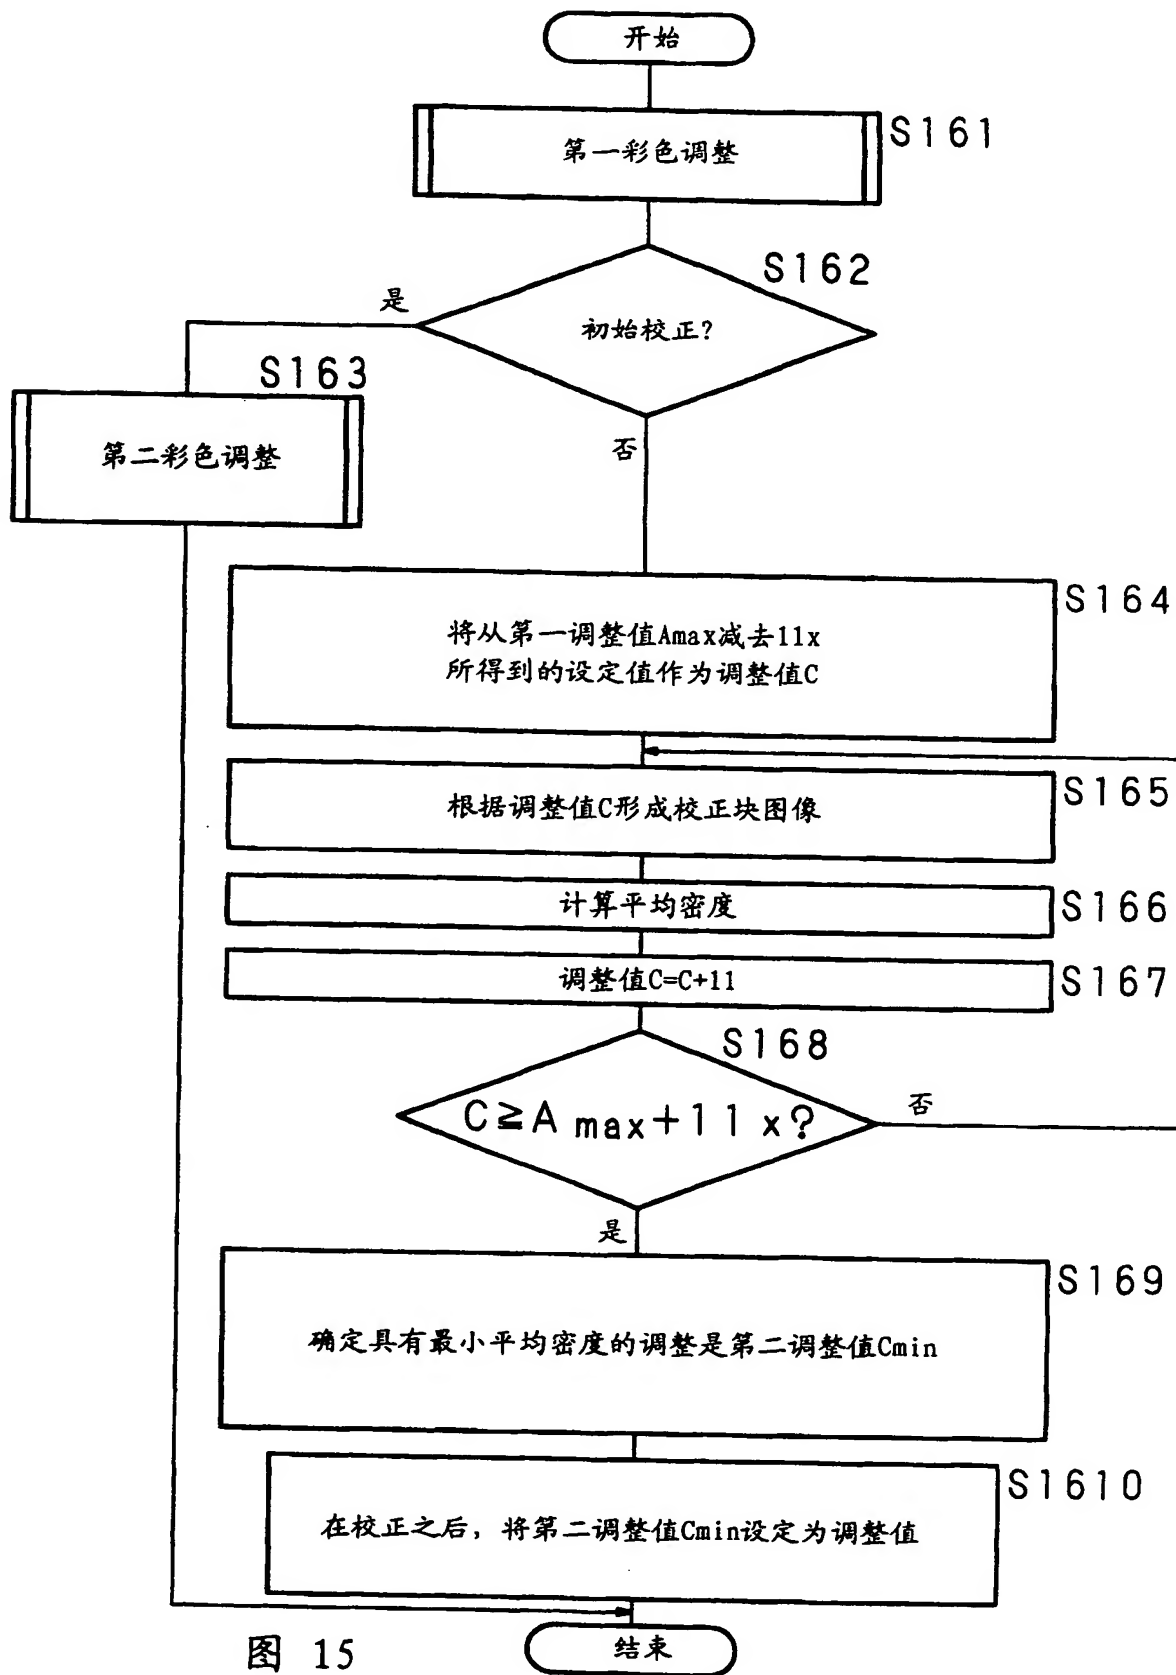 开始
第一彩色调整
S161
S162
初始校正?
是
S163
第二彩色调整
否
将从第一调整值Amax减去11x
所得到的设定值作为调整值C
S164
根据调整值C形成校正块图像
S165
计算平均密度
S166
调整值C=C+11
S167
S168
C≧A max+11x?
否
是
S169
确定具有最小平均密度的调整是第二调整值Cmin
S1610
在校正之后，将第二调整值Cmin设定为调整值
结束
图 15